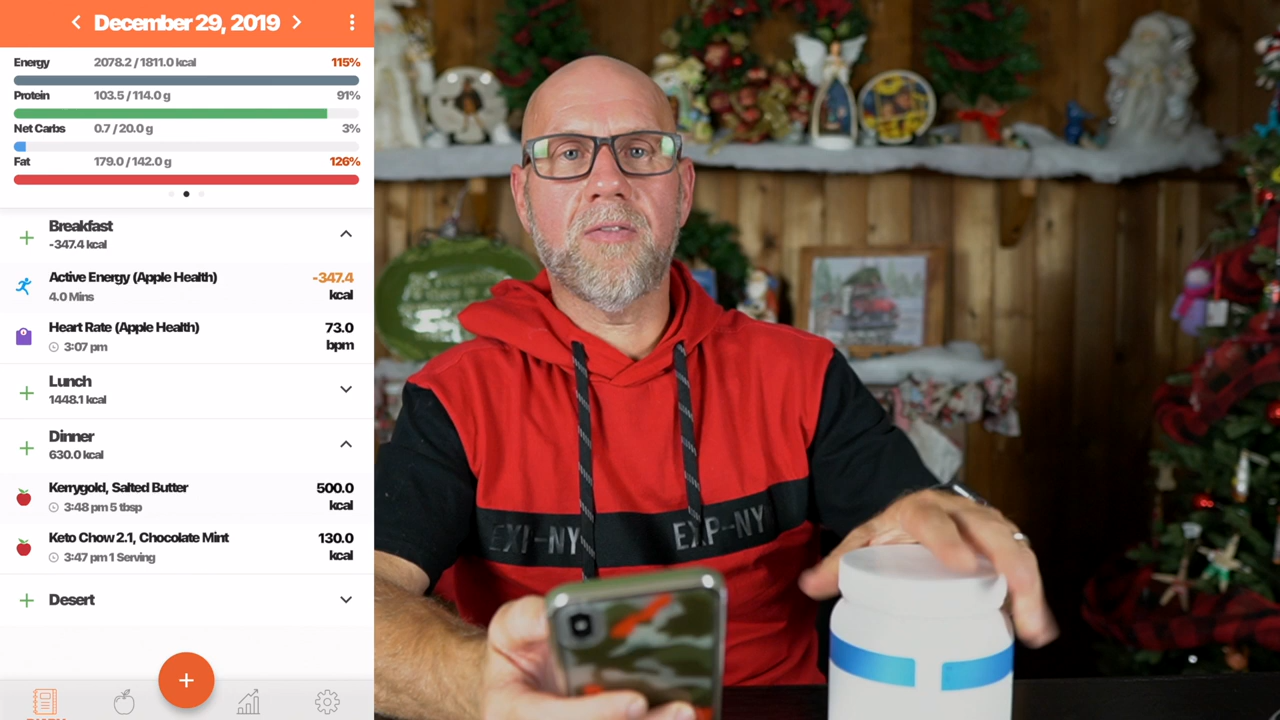 December 29, 2019
Energy 2078.2 / 1811.0 kcal 115%
Protein 103.5 / 114.0 g 91%
Net Carbs 0.7 / 20.0 g 3%
Fat 179.0 / 142.0 g 126%
Breakfast
-347.4 kcal
Active Energy (Apple Health) -347.4
4.0 Mins kcal
Heart Rate (Apple Health) 73.0
3:07 pm bpm
Lunch
1448.1 kcal
Dinner
630.0 kcal
Kerrygold, Salted Butter 500.0
3:48 pm 5 tbsp kcal
Keto Chow 2.1, Chocolate Mint 130.0
3:47 pm 1 Serving kcal
Desert
EXP-NY